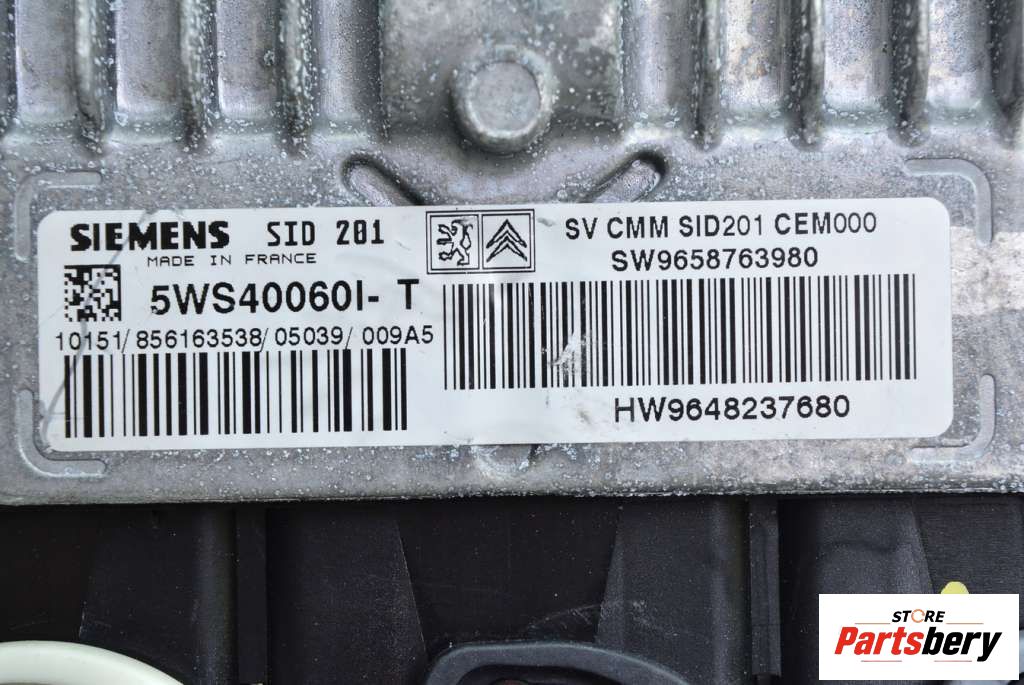 SIEMENS SID 201
MADE IN FRANCE
5WS40060I- T
10151/856163538/05039/009A5
SV CMM SID201 CEM000
SW9658763980
HW9648237680
STORE
Partsbery